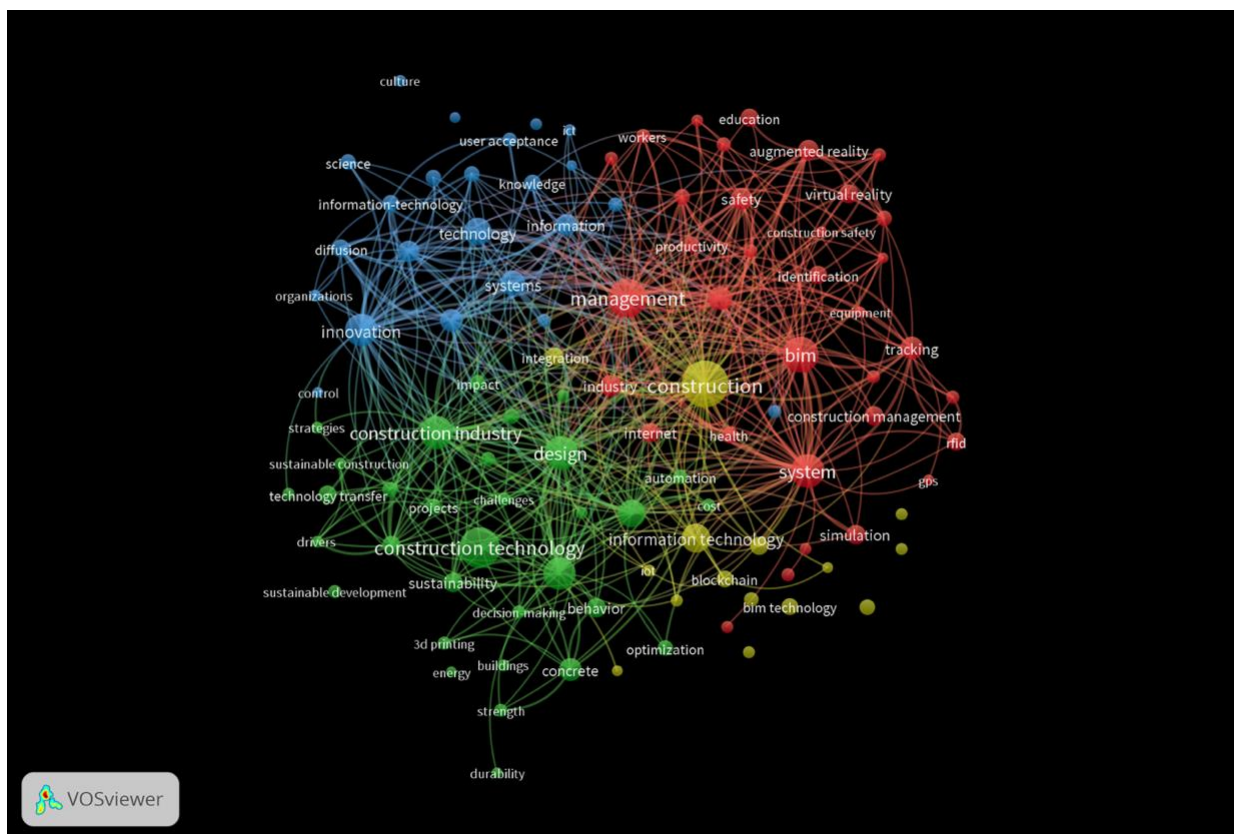 culture
education
ict
workers
user acceptance
augmented reality
science
knowledge
virtual reality
information-technology
safety
technology
information
construction safety
diffusion
productivity
identification
systems
organizations
management
equipment
innovation
tracking
integration
bim
impact
industry
construction
control
construction management
strategies
construction industry
internet
health
rfid
design
sustainable construction
system
automation
gps
technology transfer
challenges
projects
cost
drivers
construction technology
information technology
simulation
iot
blockchain
sustainability
sustainable development
decision-making
behavior
bim technology
3d printing
optimization
energy
buildings
concrete
strength
durability
VOSviewer